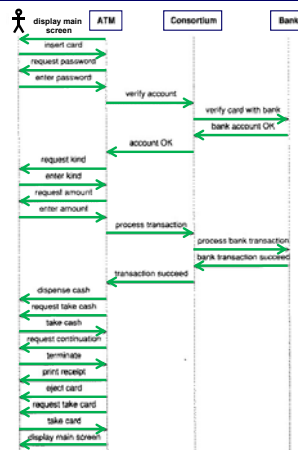 display main
screen
ATM
Consortium
Bank
insert card
request password
enter password
verify account
verify card with bank
bank account OK
account OK
request kind
enter kind
request amount
enter amount
process transaction
process bank transaction
bank transaction succeed
transaction succeed
dispense cash
request take cash
take cash
request continuation
terminate
print receipt
eject card
request take card
take card
display main screen